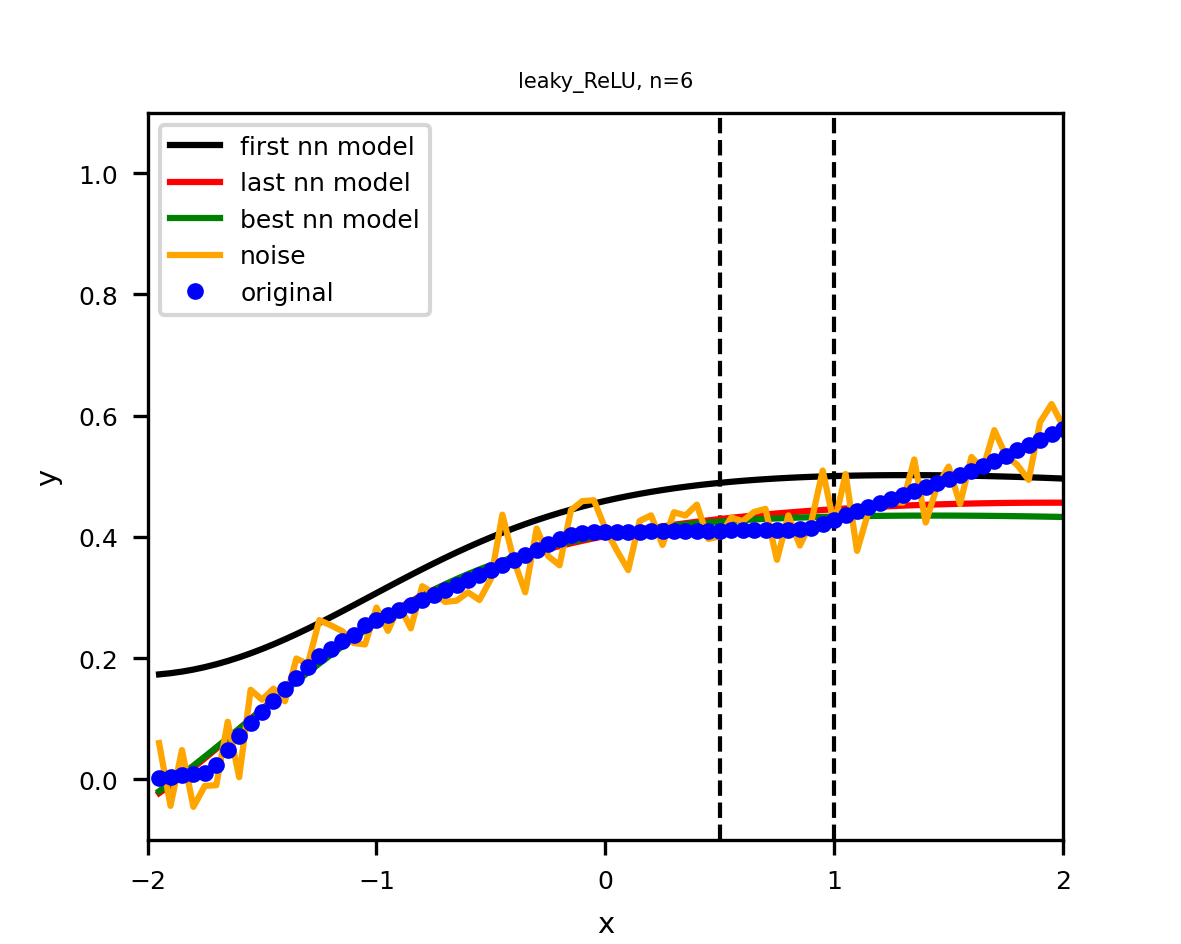 leaky_ReLU, n=6
first nn model
last nn model
best nn model
noise
original
1.0
0.8
0.6
0.4
0.2
0.0
y
−2
−1
0
1
2
x